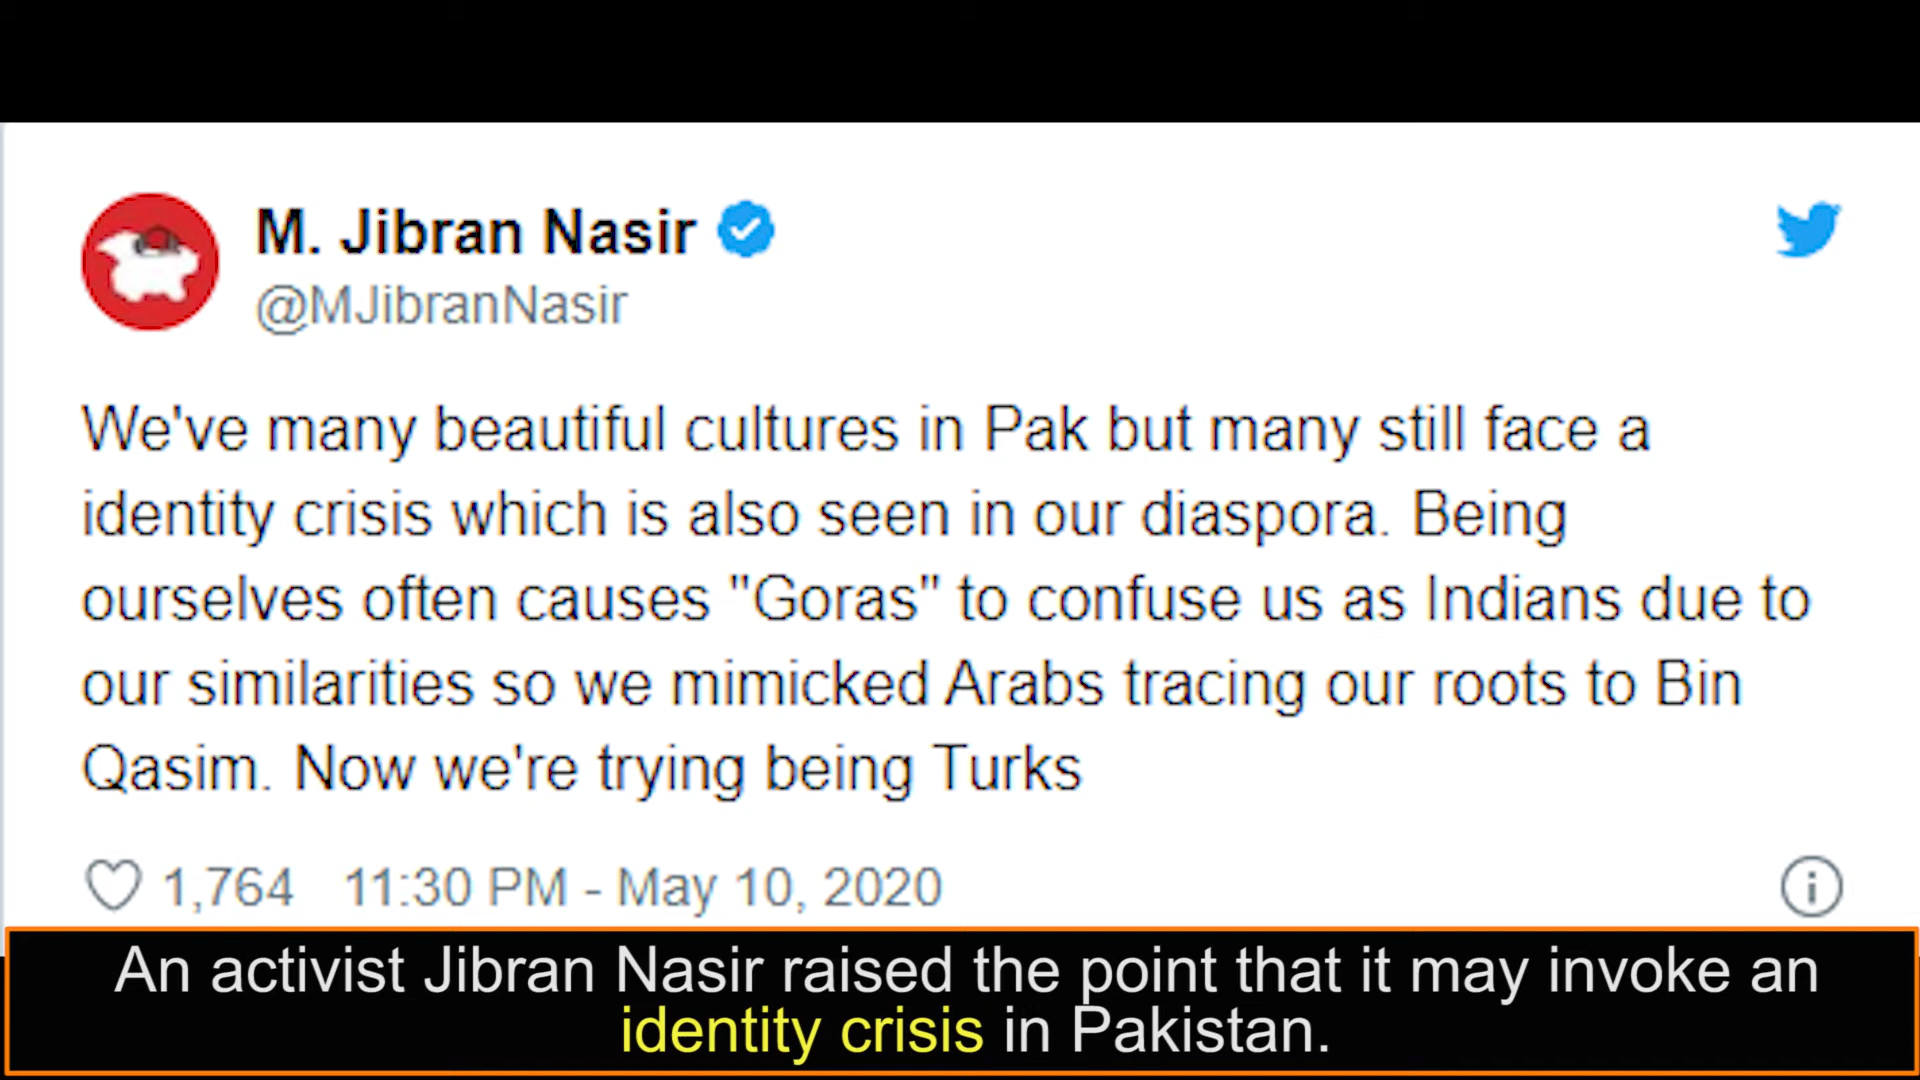 M. Jibran Nasir
@MJibranNasir
We've many beautiful cultures in Pak but many still face a
identity crisis which is also seen in our diaspora. Being
ourselves often causes "Goras" to confuse us as Indians due to
our similarities so we mimicked Arabs tracing our roots to Bin
Qasim. Now we're trying being Turks
1,764 11:30 PM - May 10, 2020
An activist Jibran Nasir raised the point that it may invoke an
identity crisis in Pakistan.